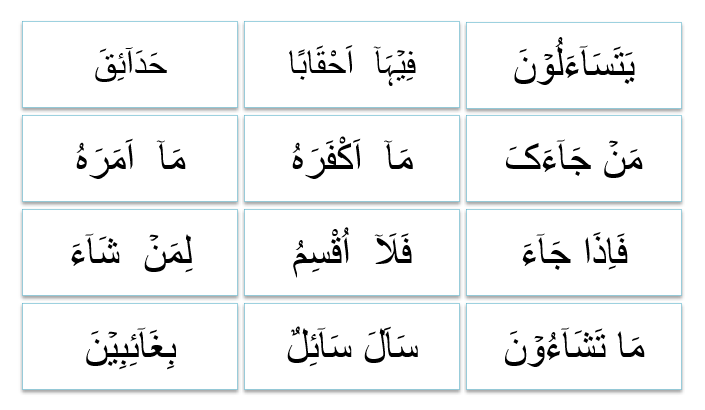 يَتَسَآءَلُوۡنَ
فِيۡهَآ اَحْقَابًا
حَدَآئِقَ
مَنۡ جَآءَکَ
مَآ اَكْفَرَهُ
مَآ اَمَرَهُ
فَاِذَا جَآءَ
فَلَآ اُقْسِمُ
لِمَنۡ شَآءَ
مَا تَشَآءُوۡنَ
سَاَلَ سَآئِلٌ
بِغَآئِبِيۡنَ